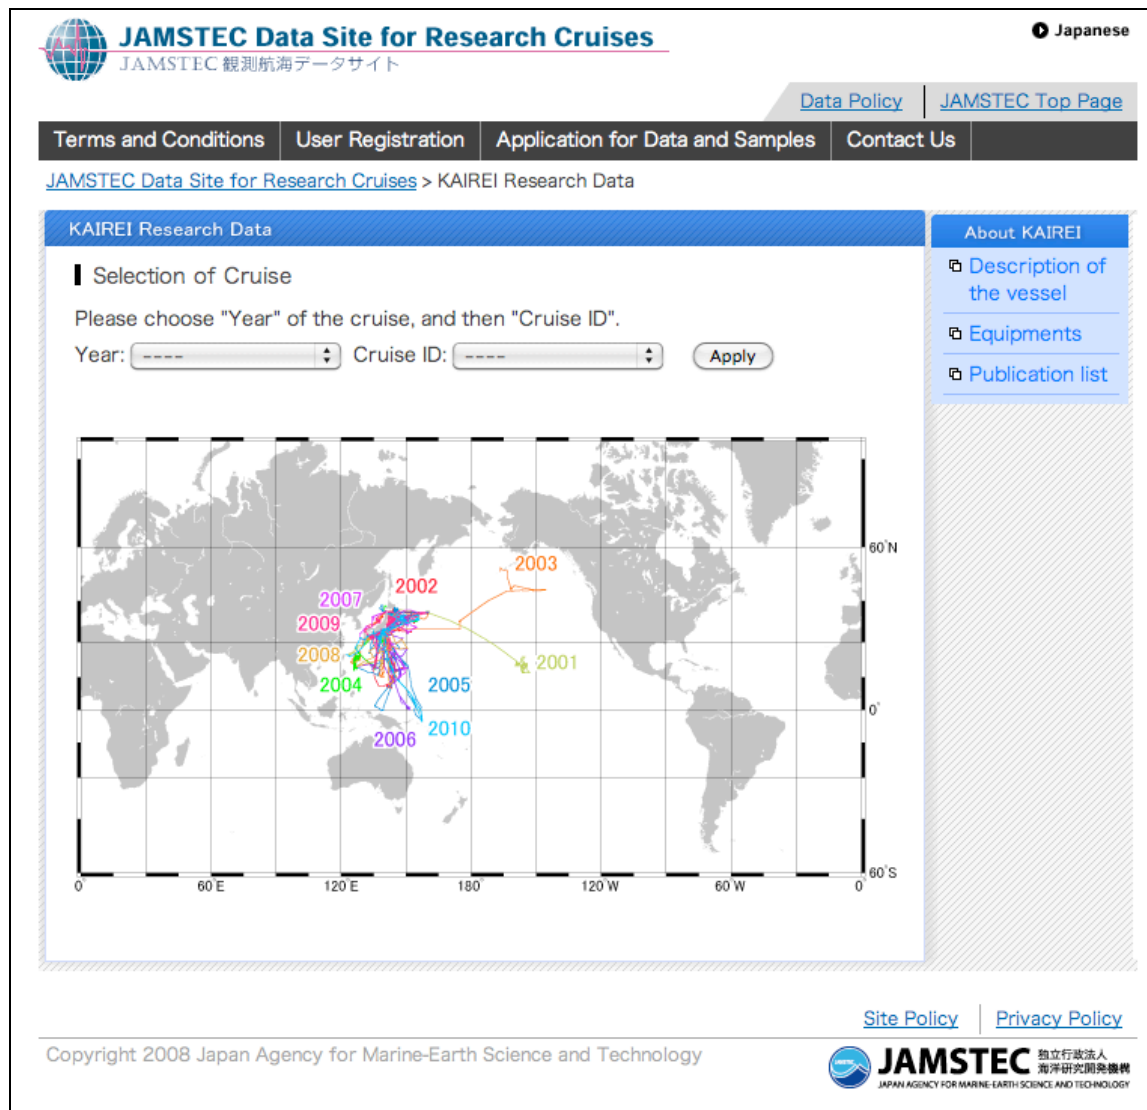 JAMSTEC Data Site for Research Cruises
JAMSTEC 観測航海データサイト
Japanese
Data Policy
JAMSTEC Top Page
Terms and Conditions
User Registration
Application for Data and Samples
Contact Us
JAMSTEC Data Site for Research Cruises > KAIREI Research Data
KAIREI Research Data
Selection of Cruise
Please choose "Year" of the cruise, and then "Cruise ID".
Year: ---- Cruise ID: ---- Apply
About KAIREI
Description of
the vessel
Equipments
Publication list
2003
2002
2007
2009
2008
2001
2004
2005
2010
2006
60°N
0°
60°S
0° 60°E 120°E 180° 120°W 60°W 0°
Site Policy
Privacy Policy
Copyright 2008 Japan Agency for Marine-Earth Science and Technology
JAMSTEC
独立行政法人
海洋研究開発機構
JAPAN AGENCY FOR MARINE-EARTH SCIENCE AND TECHNOLOGY